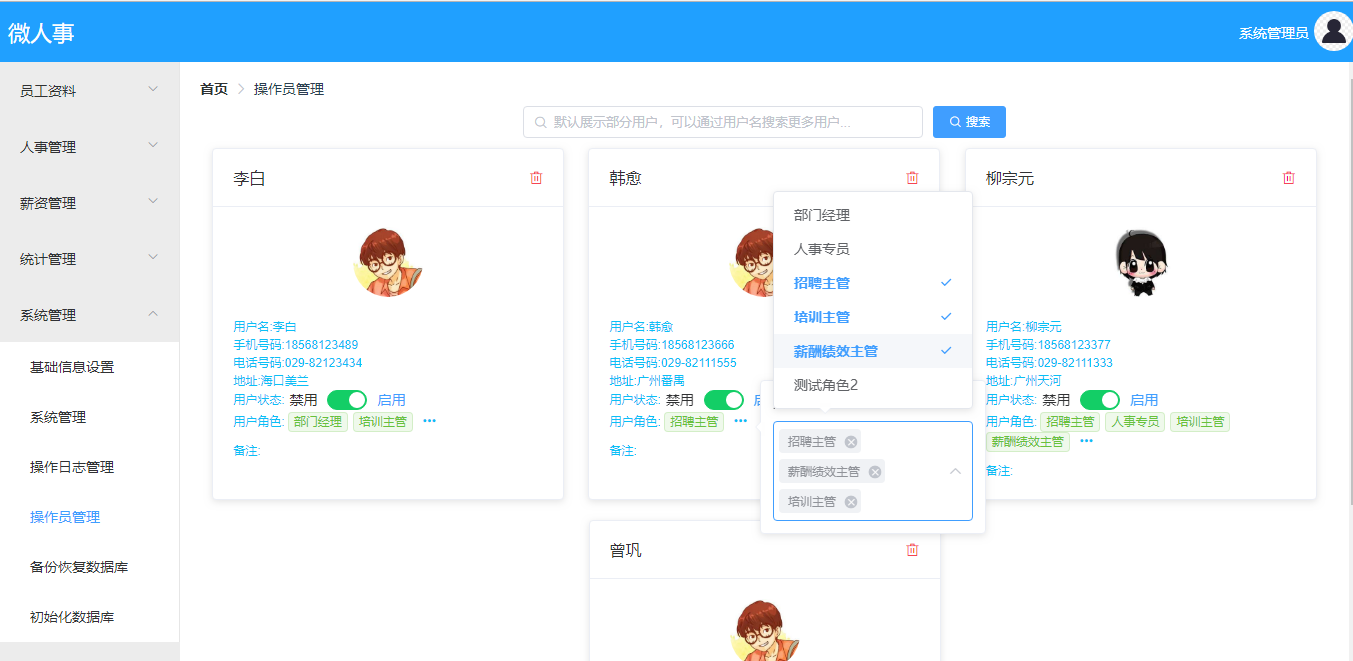 微人事
系统管理员
员工资料
人事管理
薪资管理
统计管理
系统管理
基础信息设置
系统管理
操作日志管理
操作员管理
备份恢复数据库
初始化数据库
首页 > 操作员管理
默认展示部分用户，可以通过用户名搜索更多用户...
搜索
李白
用户名:李白
手机号码:18568123489
电话号码:029-82123434
地址:海口美兰
用户状态: 禁用 启用
用户角色: 部门经理 培训主管 •••
备注:
韩愈
用户名:韩愈
手机号码:18568123666
电话号码:029-82111555
地址:广州番禺
用户状态: 禁用
用户角色: 招聘主管 •••
备注:
部门经理
人事专员
招聘主管
培训主管
薪酬绩效主管
测试角色2
招聘主管
薪酬绩效主管
培训主管
柳宗元
用户名:柳宗元
手机号码:18568123377
电话号码:029-82111333
地址:广州天河
用户状态: 禁用 启用
用户角色: 招聘主管 人事专员 培训主管
薪酬绩效主管 •••
备注:
曾巩